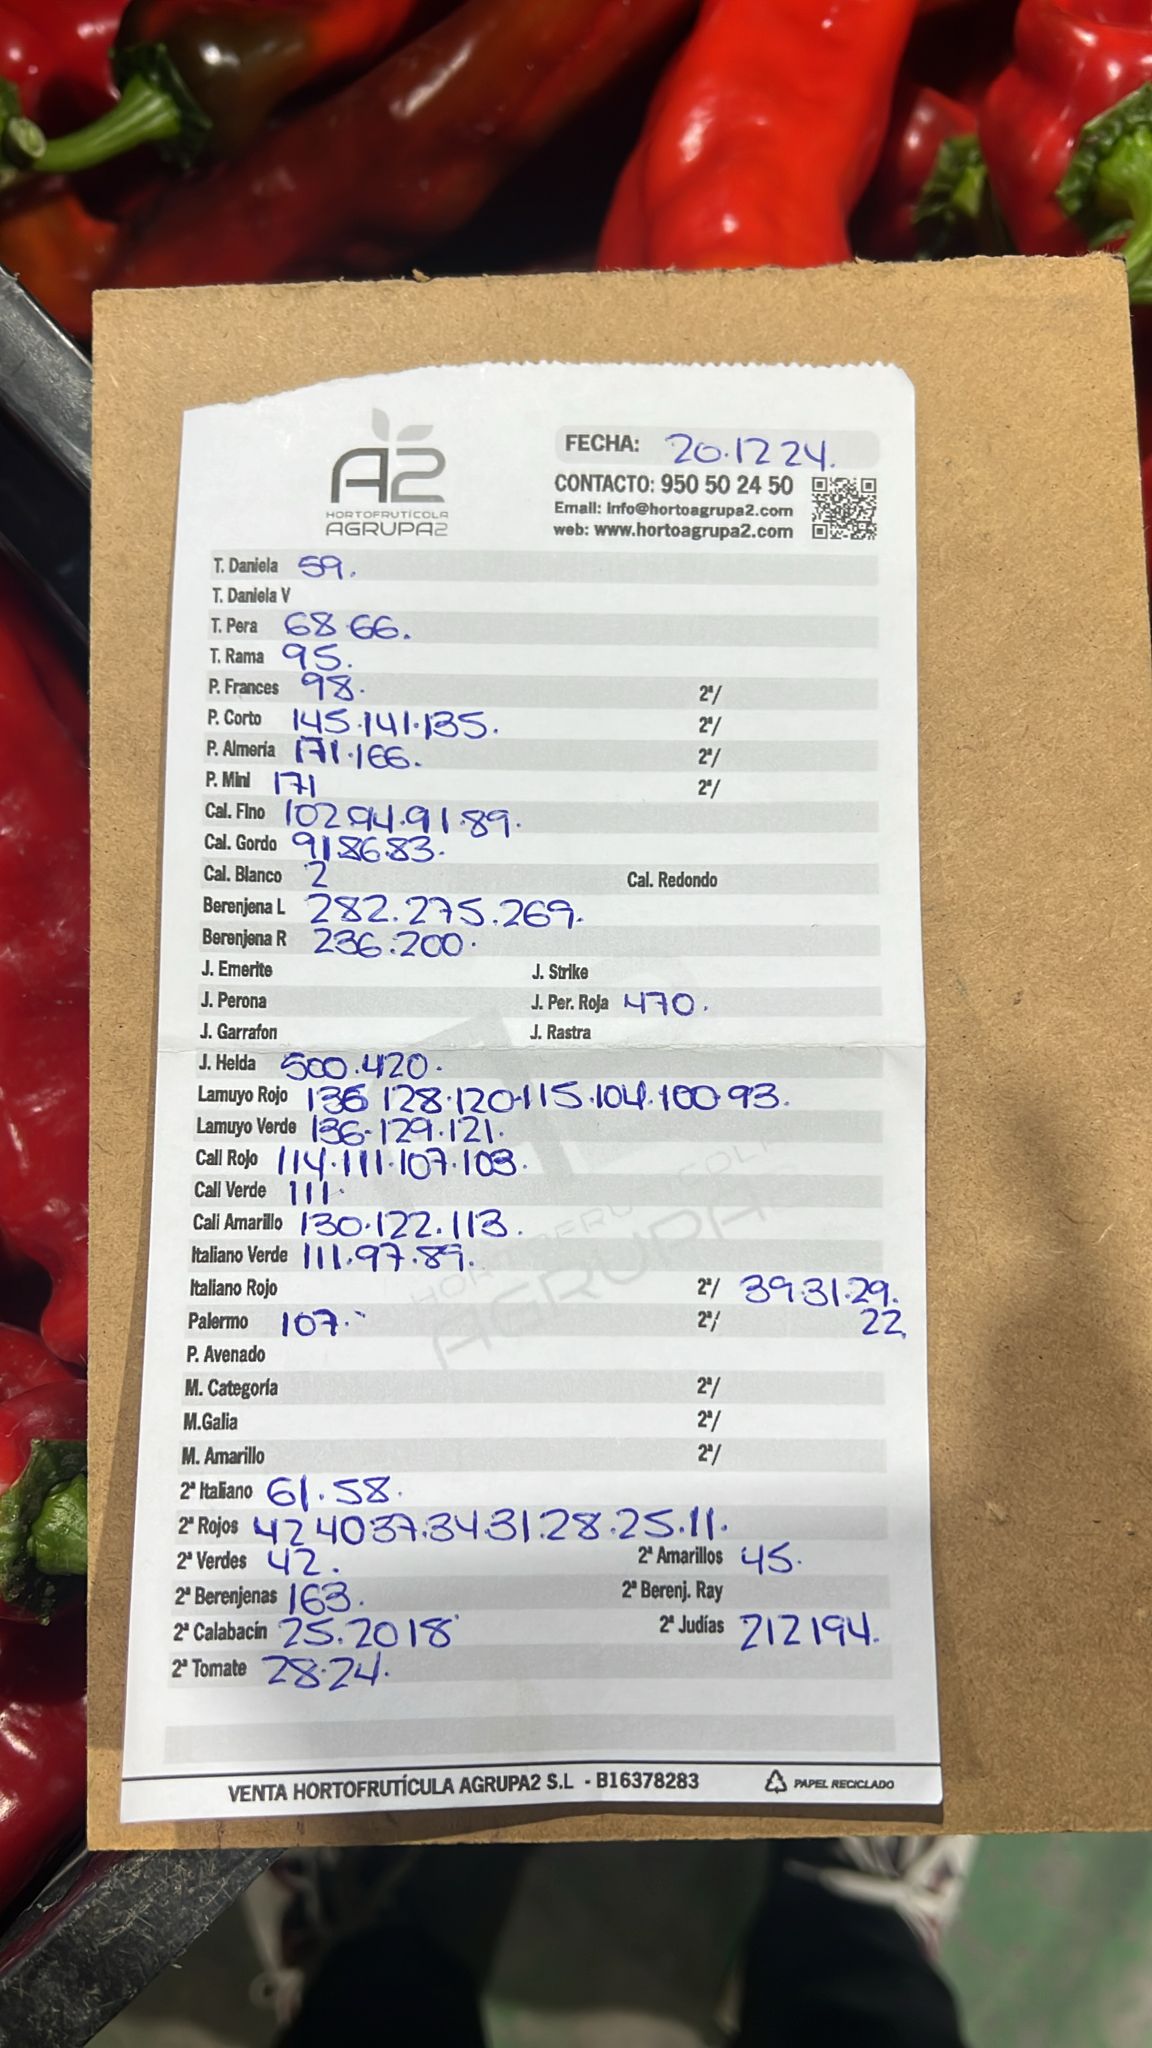 A2
HORTOFRUTÍCOLA
AGRUPA2
FECHA: 20.12 24.
CONTACTO: 950 50 24 50
Email: Info@hortoagrupa2.com
web: www.hortoagrupa2.com
T. Daniela 59.
T. Daniela V
T. Pera 68 66.
T. Rama 95.
P. Frances 98. 2ª/
P. Corto 145.141.135. 2ª/
P. Almería 171.166. 2ª/
P. Mini 171 2ª/
Cal. Fino 102.94.91.89.
Cal. Gordo 91.86.83.
Cal. Blanco 2 Cal. Redondo
Berenjena L 282.275.269.
Berenjena R 236.200.
J. Emerite J. Strike
J. Perona J. Per. Roja 470.
J. Garrafon J. Rastra
J. Helda 500.420.
Lamuyo Rojo 136 128.120.115.104.100.93.
Lamuyo Verde 136.129.121.
Cali Rojo 114.111.107.103.
Cali Verde 111.
Cali Amarillo 130.122.113.
Italiano Verde 111.97.89.
Italiano Rojo 2ª/ 39.31.29.
Palermo 107. 2ª/ 22.
P. Avenado
M. Categoría 2ª/
M.Galia 2ª/
M. Amarillo 2ª/
2ª Italiano 61.58.
2ª Rojos 42 40 37.34.31.28.25.11.
2ª Verdes 42. 2ª Amarillos 45.
2ª Berenjenas 163. 2ª Berenj. Ray
2ª Calabacín 25.20 18 2ª Judías 212 194.
2ª Tomate 28.24.
HORTOFRUTÍCOLA
AGRUPA2
VENTA HORTOFRUTÍCULA AGRUPA2 S.L - B16378283
PAPEL RECICLADO